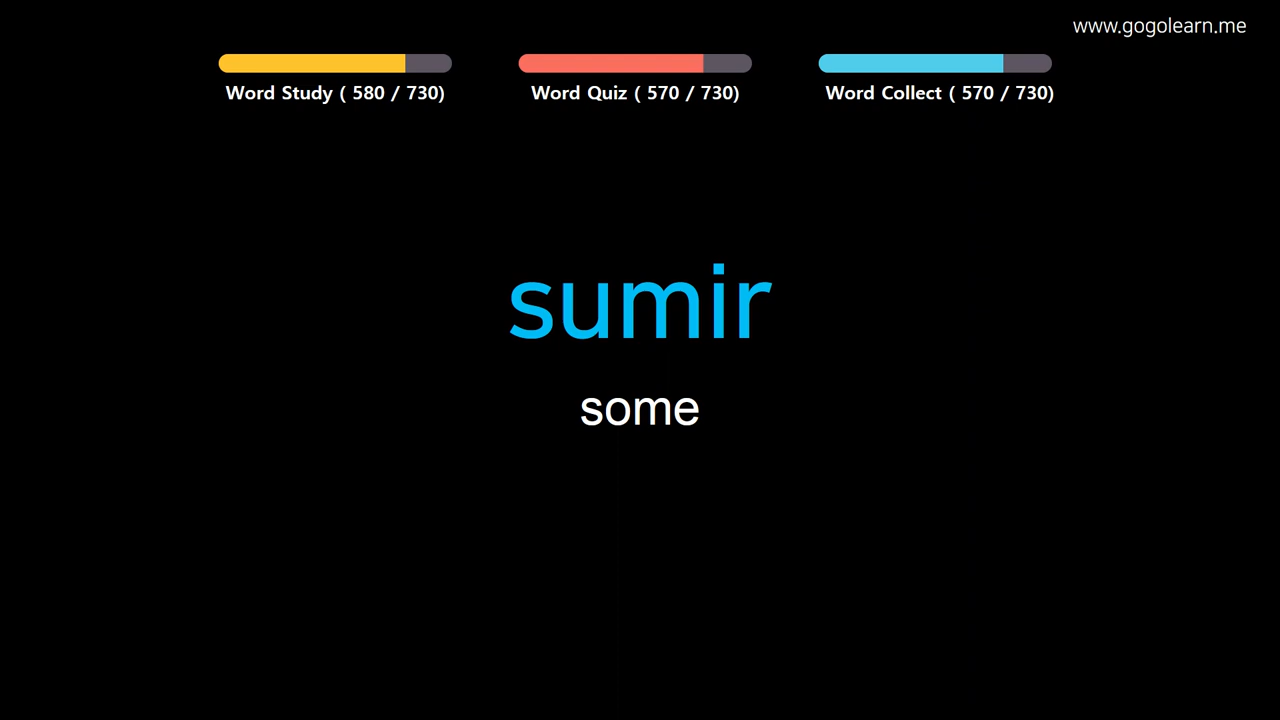 www.gogolearn.me
Word Study ( 580 / 730)
Word Quiz ( 570 / 730)
Word Collect ( 570 / 730)
sumir
some